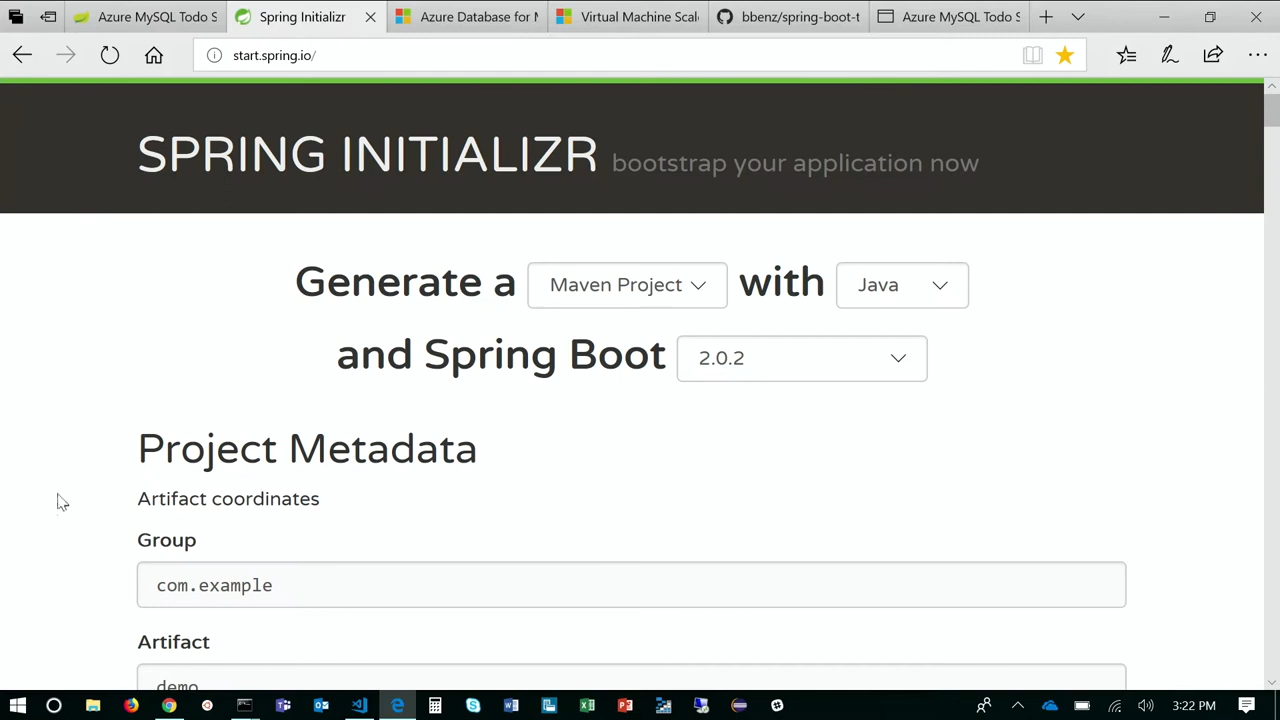 Azure MySQL Todo S
Spring Initializr
Azure Database for M
Virtual Machine Scale
bbenz/spring-boot-t
Azure MySQL Todo S
start.spring.io/
SPRING INITIALIZR bootstrap your application now
Generate a Maven Project with Java
and Spring Boot 2.0.2
Project Metadata
Artifact coordinates
Group
com.example
Artifact
demo
3:22 PM